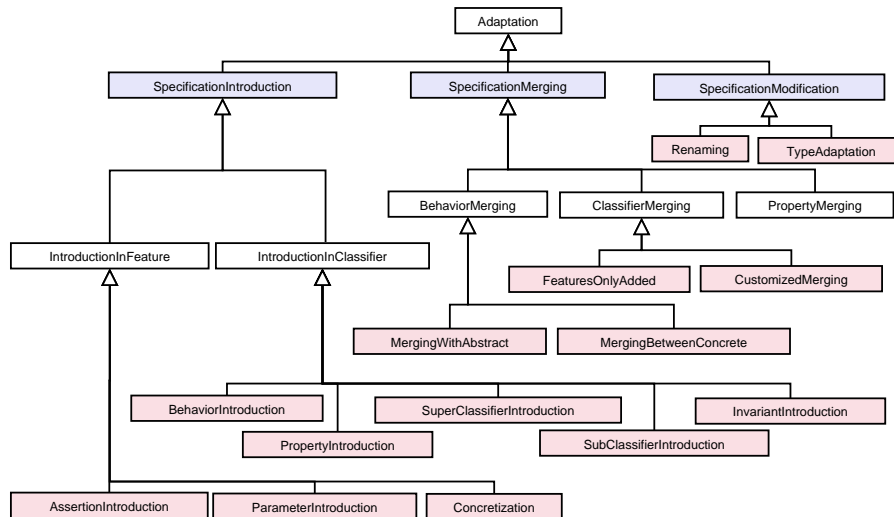 Adaptation
SpecificationIntroduction
SpecificationMerging
SpecificationModification
Renaming
TypeAdaptation
BehaviorMerging
ClassifierMerging
PropertyMerging
IntroductionInFeature
IntroductionInClassifier
FeaturesOnlyAdded
CustomizedMerging
MergingWithAbstract
MergingBetweenConcrete
BehaviorIntroduction
SuperClassifierIntroduction
InvariantIntroduction
PropertyIntroduction
SubClassifierIntroduction
AssertionIntroduction
ParameterIntroduction
Concretization